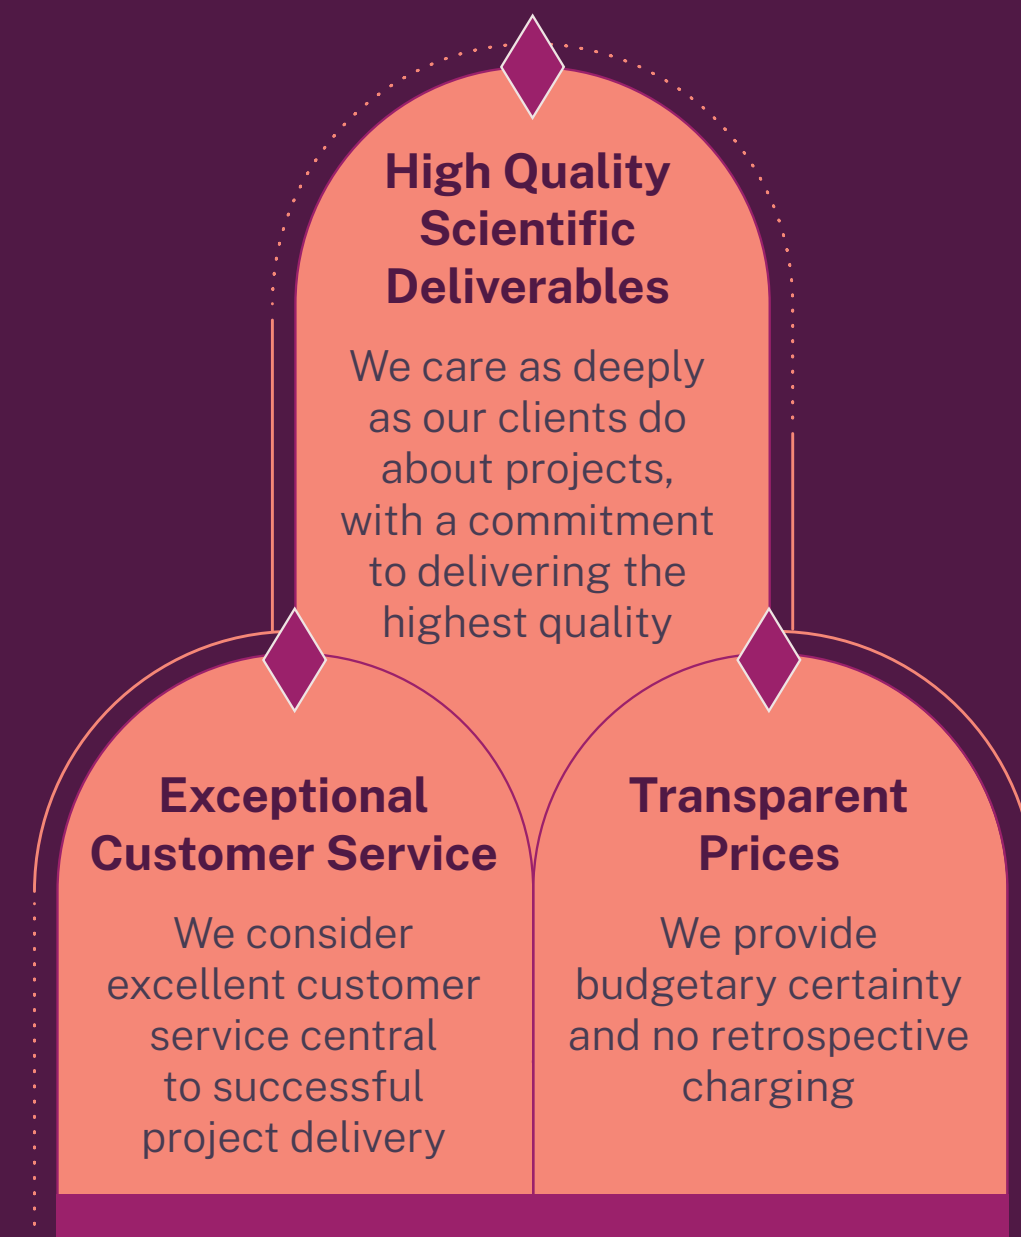 High Quality
Scientific
Deliverables
We care as deeply
as our clients do
about projects,
with a commitment
to delivering the
highest quality
Exceptional
Customer Service
We consider
excellent customer
service central
to successful
project delivery
Transparent
Prices
We provide
budgetary certainty
and no retrospective
charging